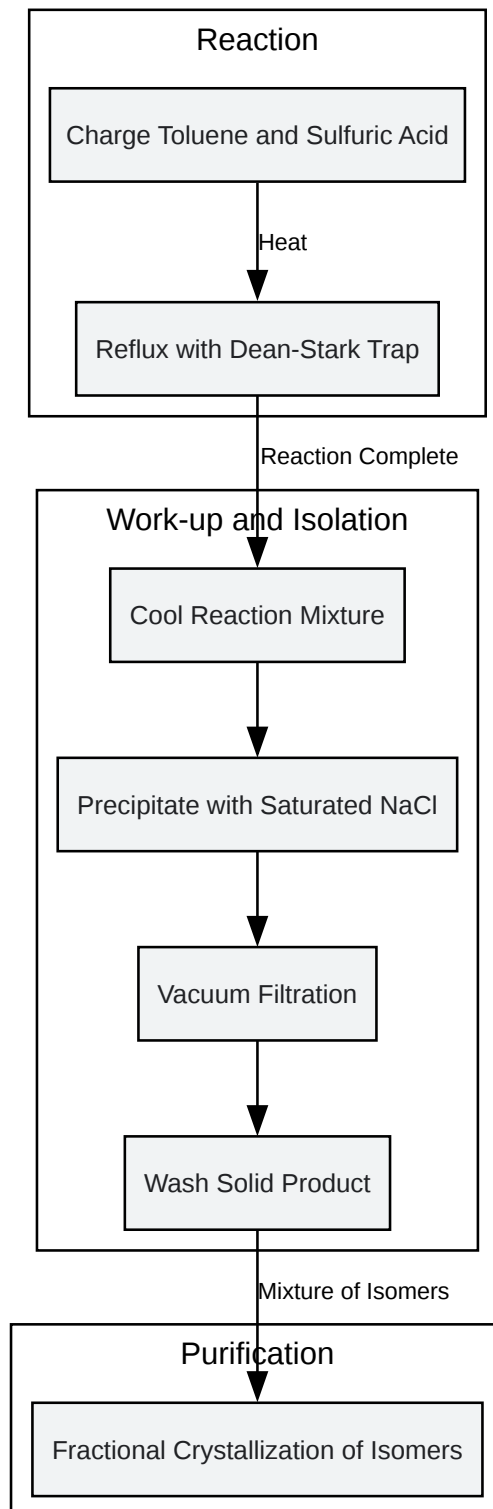 Reaction
Charge Toluene and Sulfuric Acid
Heat
Reflux with Dean-Stark Trap
Reaction Complete
Work-up and Isolation
Cool Reaction Mixture
Precipitate with Saturated NaCl
Vacuum Filtration
Wash Solid Product
Mixture of Isomers
Purification
Fractional Crystallization of Isomers